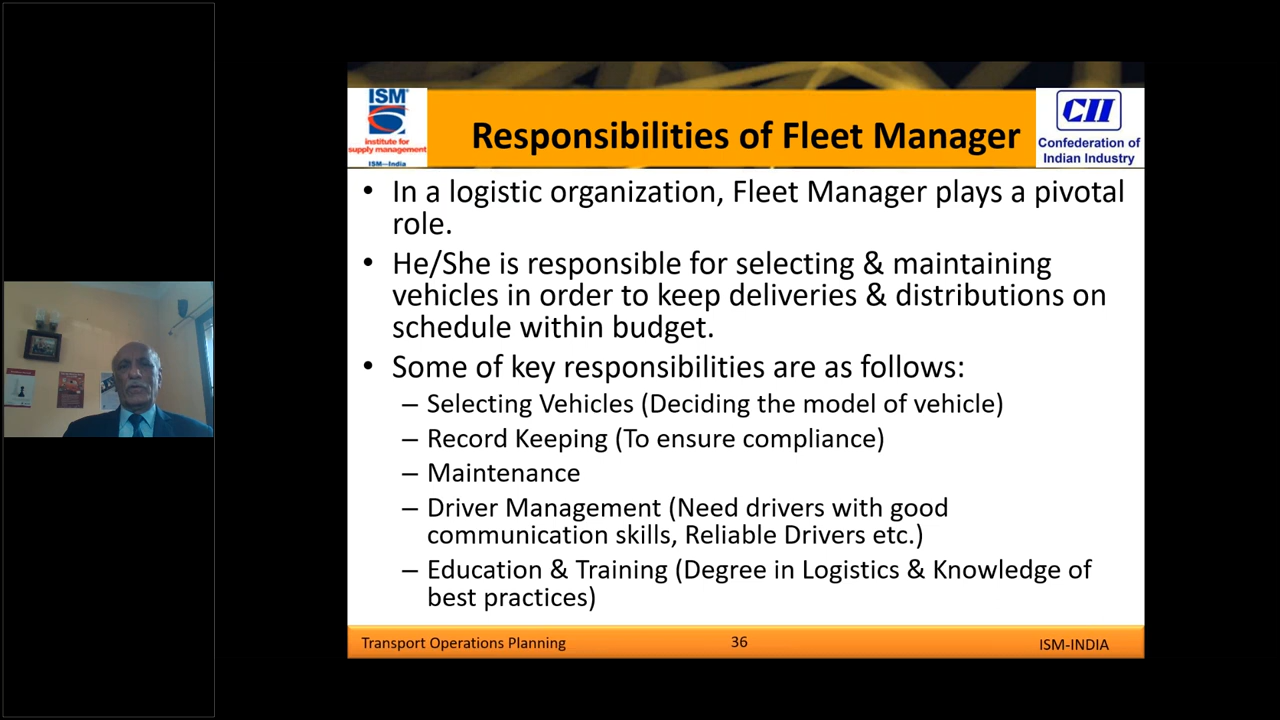 ISM®
institute for
supply management
ISM—India
Responsibilities of Fleet Manager
CII
Confederation of
Indian Industry
• In a logistic organization, Fleet Manager plays a pivotal
role.
• He/She is responsible for selecting & maintaining
vehicles in order to keep deliveries & distributions on
schedule within budget.
• Some of key responsibilities are as follows:
– Selecting Vehicles (Deciding the model of vehicle)
– Record Keeping (To ensure compliance)
– Maintenance
– Driver Management (Need drivers with good
communication skills, Reliable Drivers etc.)
– Education & Training (Degree in Logistics & Knowledge of
best practices)
Transport Operations Planning
36
ISM-INDIA